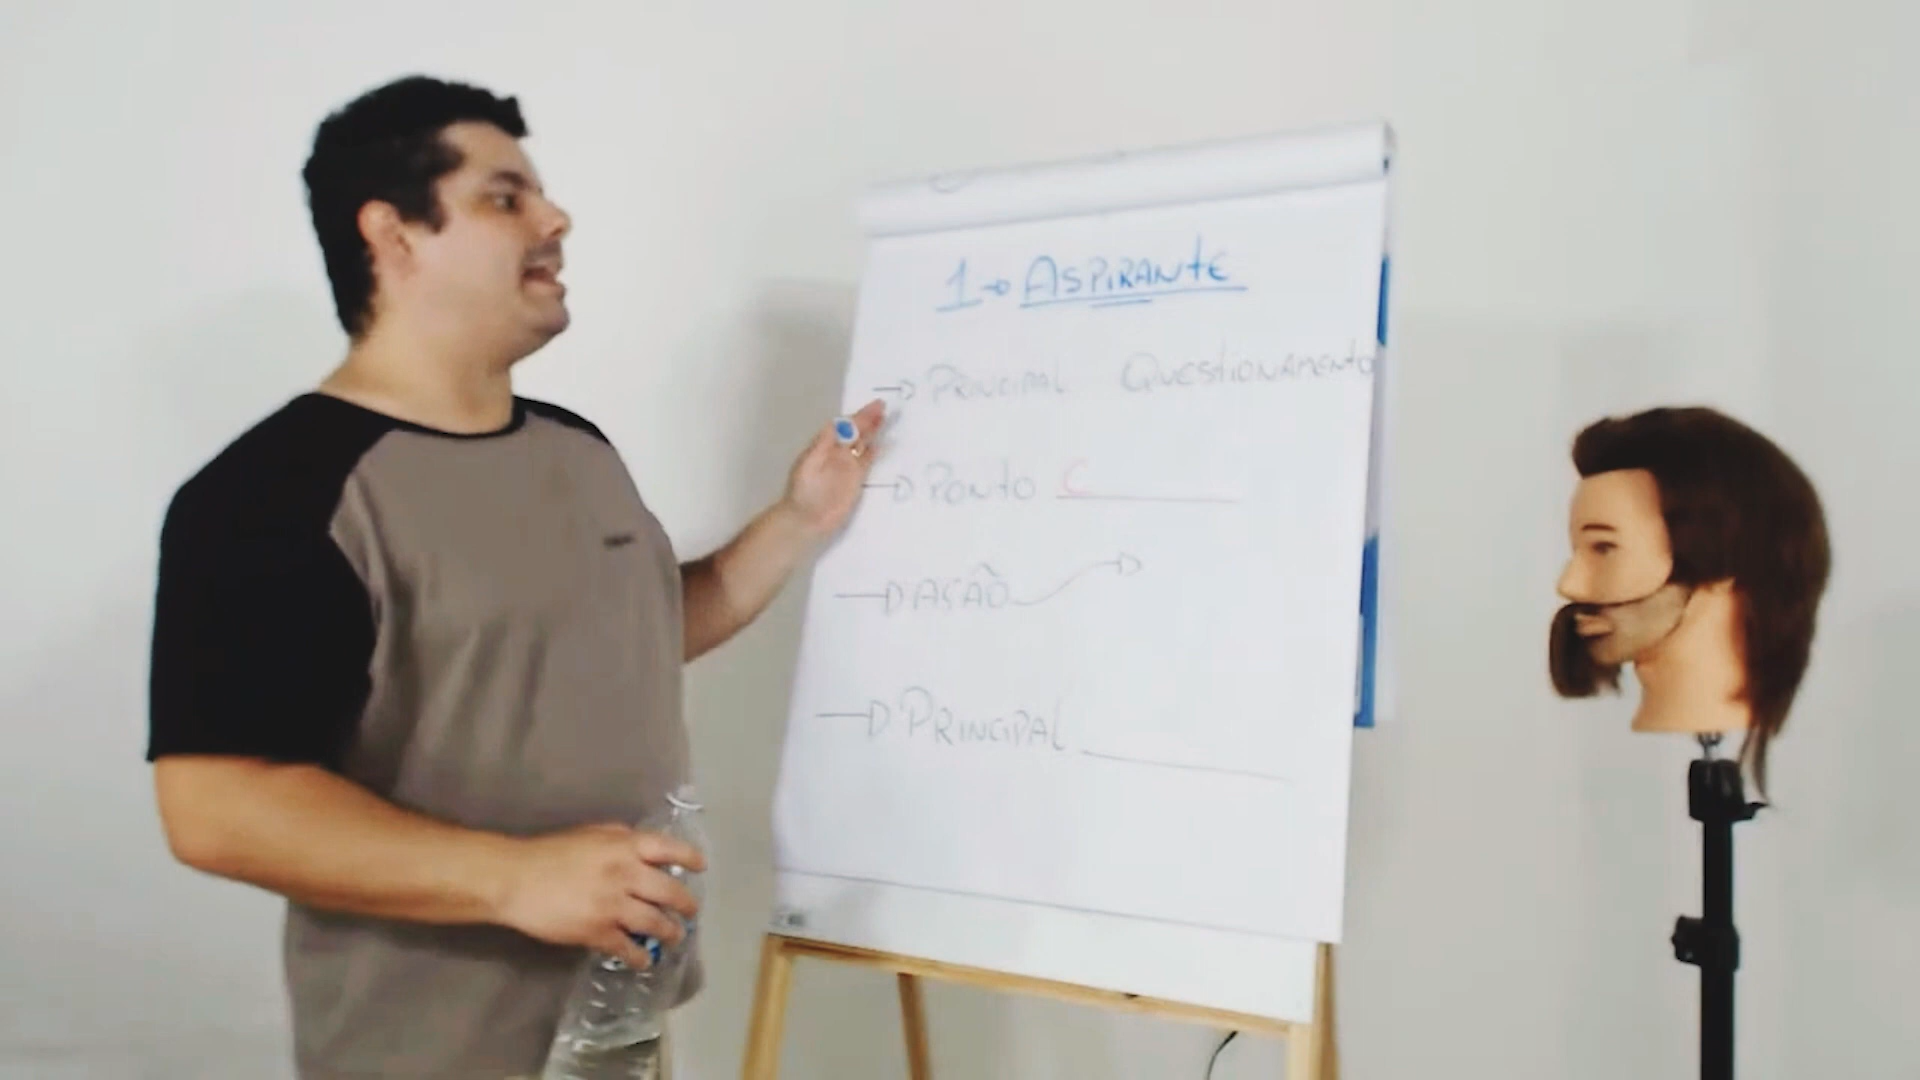 1→ ASPIRANTE
→ PRINCIPAL QUESTIONAMENTO
→ PONTO C
→ AÇÃO →
→ PRINCIPAL